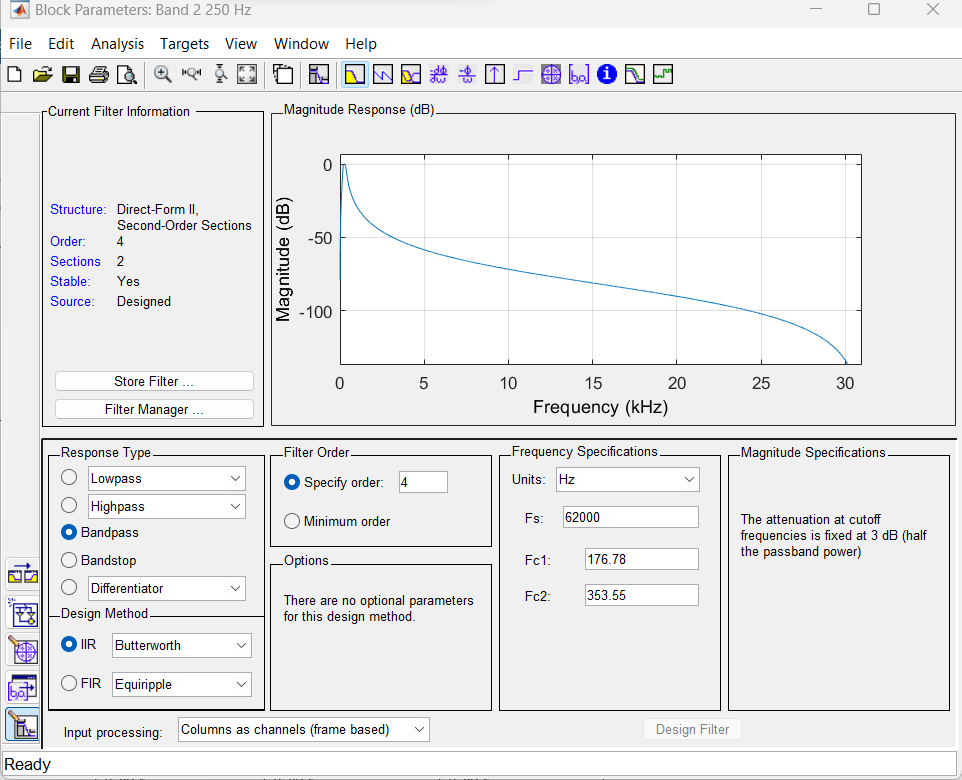 Block Parameters: Band 2 250 Hz
File Edit Analysis Targets View Window Help
Current Filter Information
Structure: Direct-Form II,
Second-Order Sections
Order: 4
Sections 2
Stable: Yes
Source: Designed
Store Filter ...
Filter Manager ...
Magnitude Response (dB)
Magnitude (dB)
0
-50
-100
0 5 10 15 20 25 30
Frequency (kHz)
Response Type
Lowpass
Highpass
Bandpass
Bandstop
Differentiator
Design Method
IIR Butterworth
FIR Equiripple
Filter Order
Specify order: 4
Minimum order
Options
There are no optional parameters
for this design method.
Frequency Specifications
Units: Hz
Fs: 62000
Fc1: 176.78
Fc2: 353.55
Magnitude Specifications
The attenuation at cutoff
frequencies is fixed at 3 dB (half
the passband power)
Input processing: Columns as channels (frame based)
Design Filter
Ready